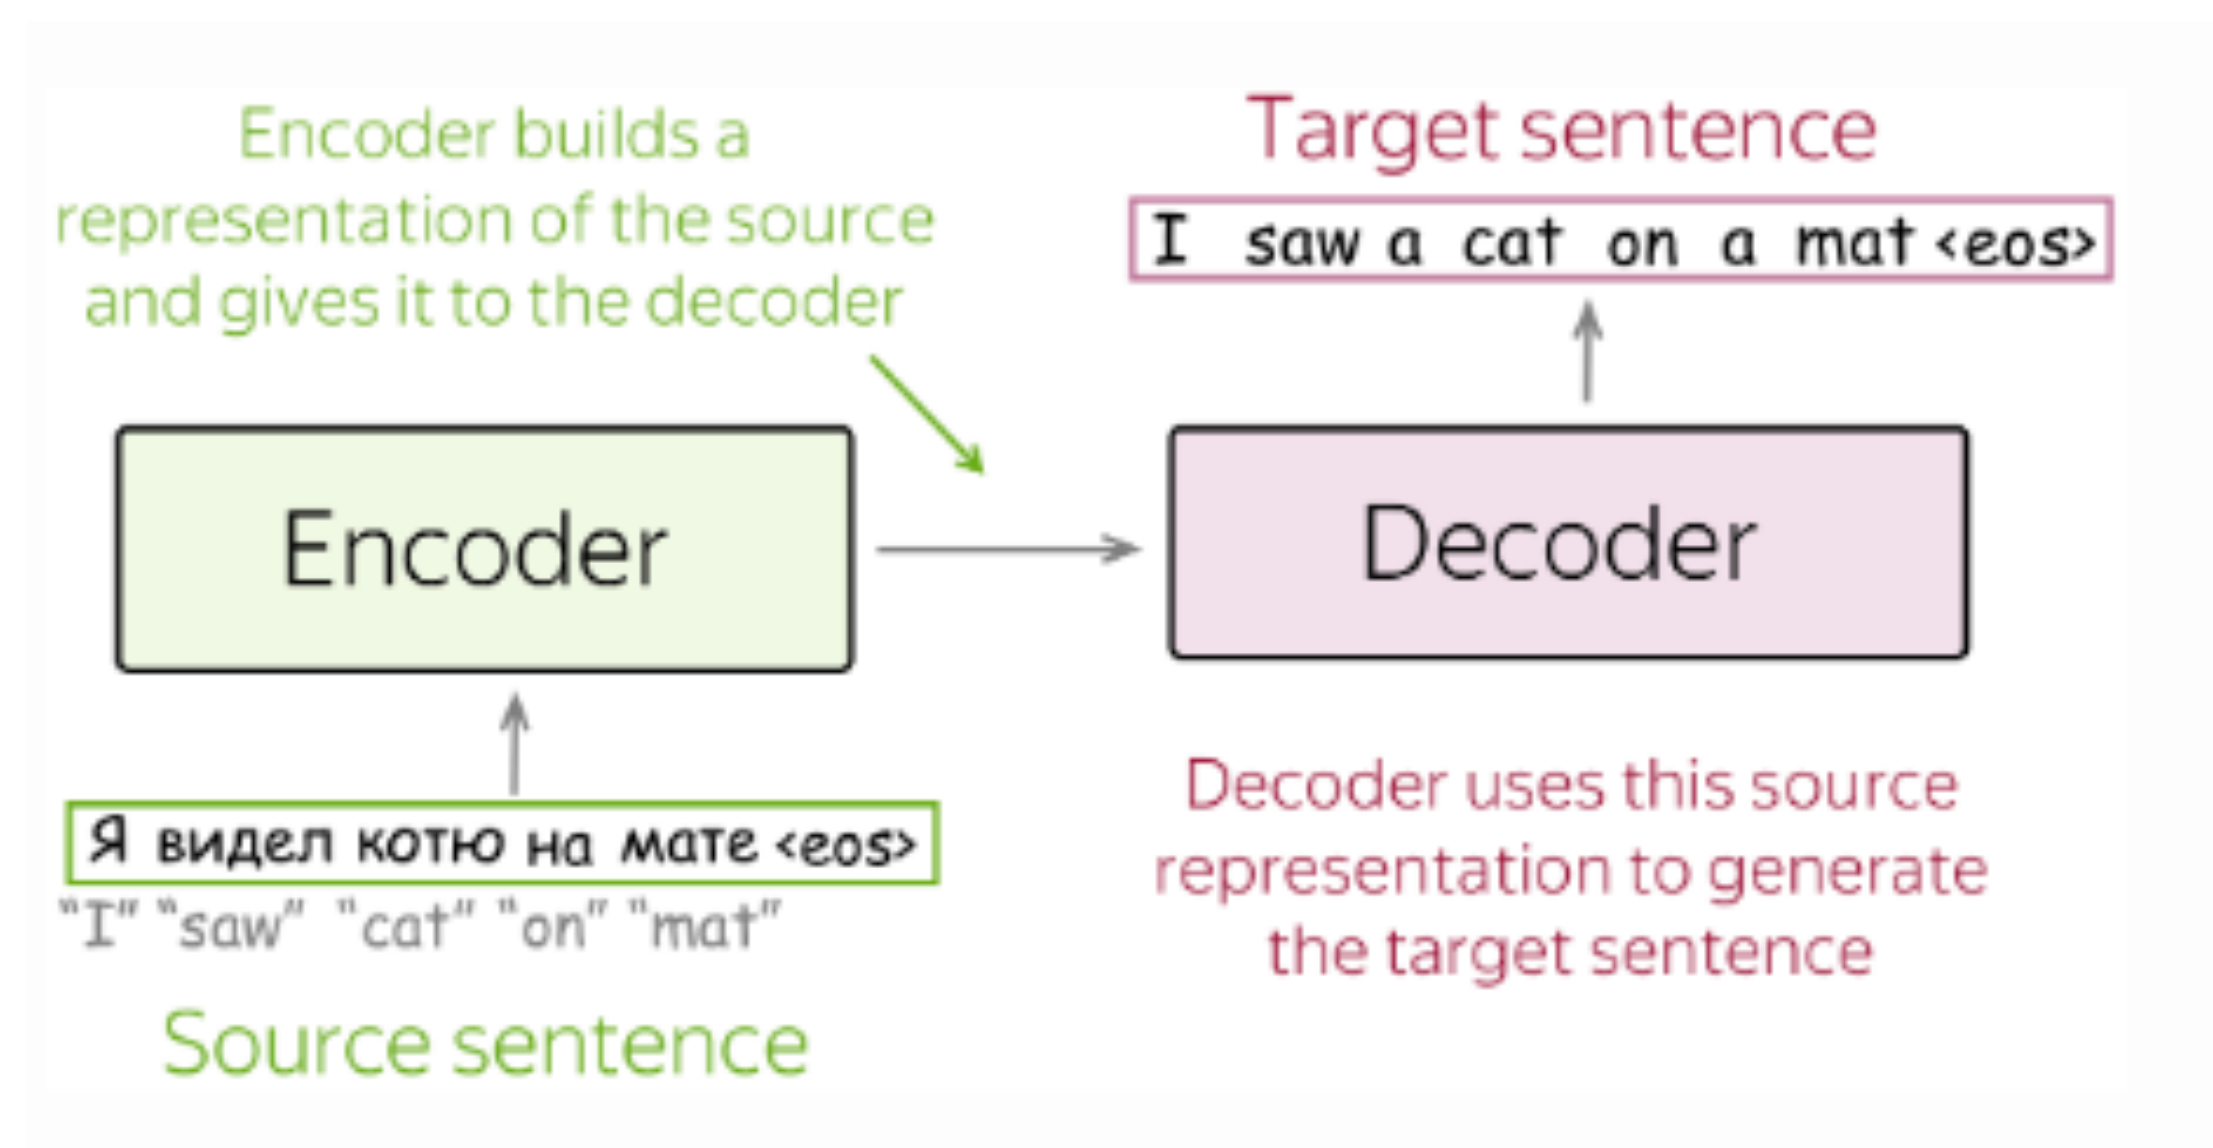 Encoder builds a
representation of the source
and gives it to the decoder
Target sentence
I saw a cat on a mat <eos>
Encoder
Decoder
Я видел котю на мате <eos>
“I” “saw” “cat” “on” “mat”
Source sentence
Decoder uses this source
representation to generate
the target sentence